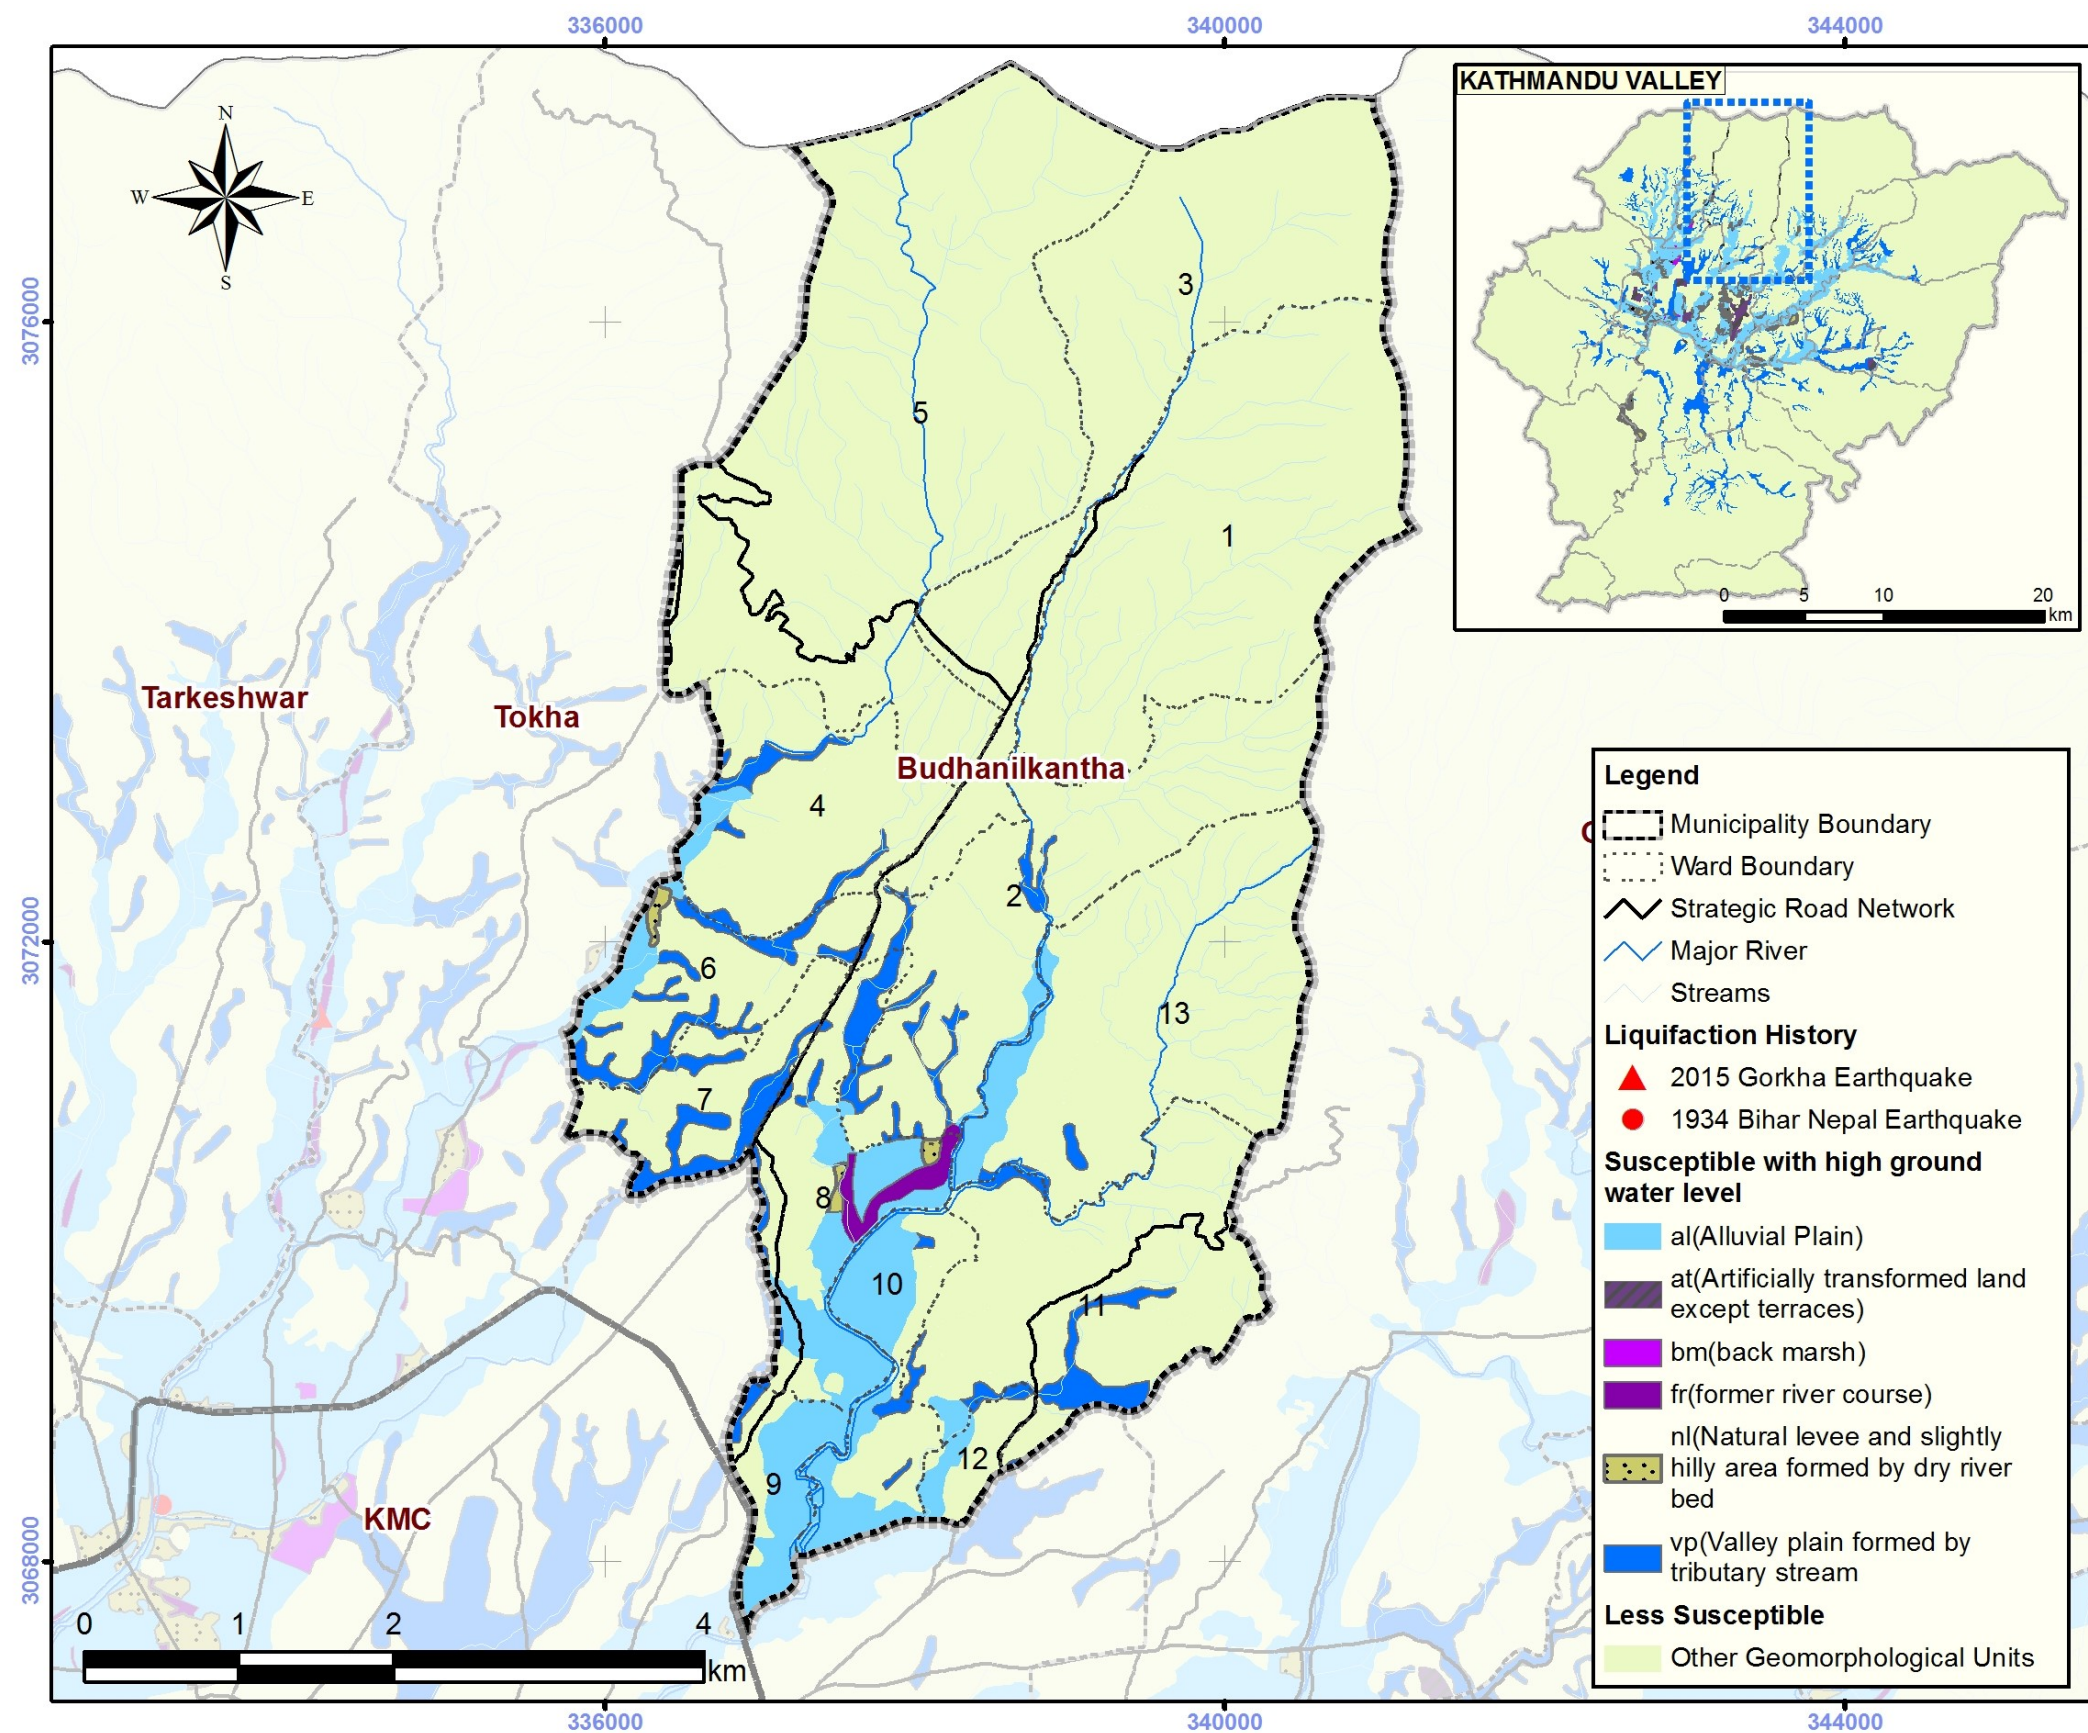 336000
340000
344000
KATHMANDU VALLEY
N
W
E
S
3076000
3
5
1
0
5
10
20
km
Tarkeshwar
Tokha
Budhanilkantha
4
2
3072000
6
13
7
8
10
11
12
9
KMC
3068000
0
1
2
4
km
Legend
Municipality Boundary
Ward Boundary
Strategic Road Network
Major River
Streams
Liquifaction History
2015 Gorkha Earthquake
1934 Bihar Nepal Earthquake
Susceptible with high ground
water level
al(Alluvial Plain)
at(Artificially transformed land
except terraces)
bm(back marsh)
fr(former river course)
nl(Natural levee and slightly
hilly area formed by dry river
bed
vp(Valley plain formed by
tributary stream
Less Susceptible
Other Geomorphological Units
336000
340000
344000